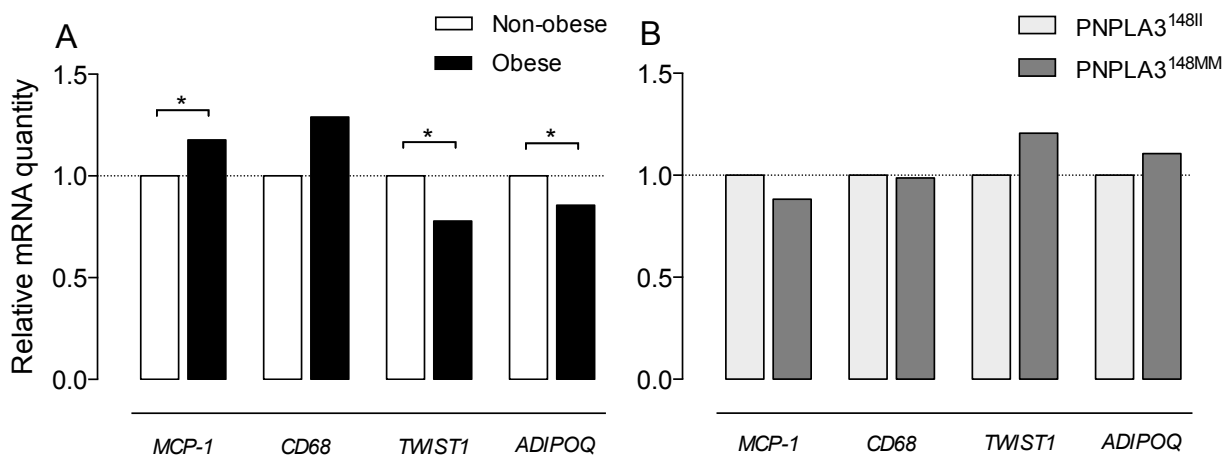 A
Non-obese
Obese
Relative mRNA quantity
1.5
1.0
0.5
0.0
*
*
*
MCP-1 CD68 TWIST1 ADIPOQ
B
PNPLA3148II
PNPLA3148MM
1.5
1.0
0.5
0.0
MCP-1 CD68 TWIST1 ADIPOQ